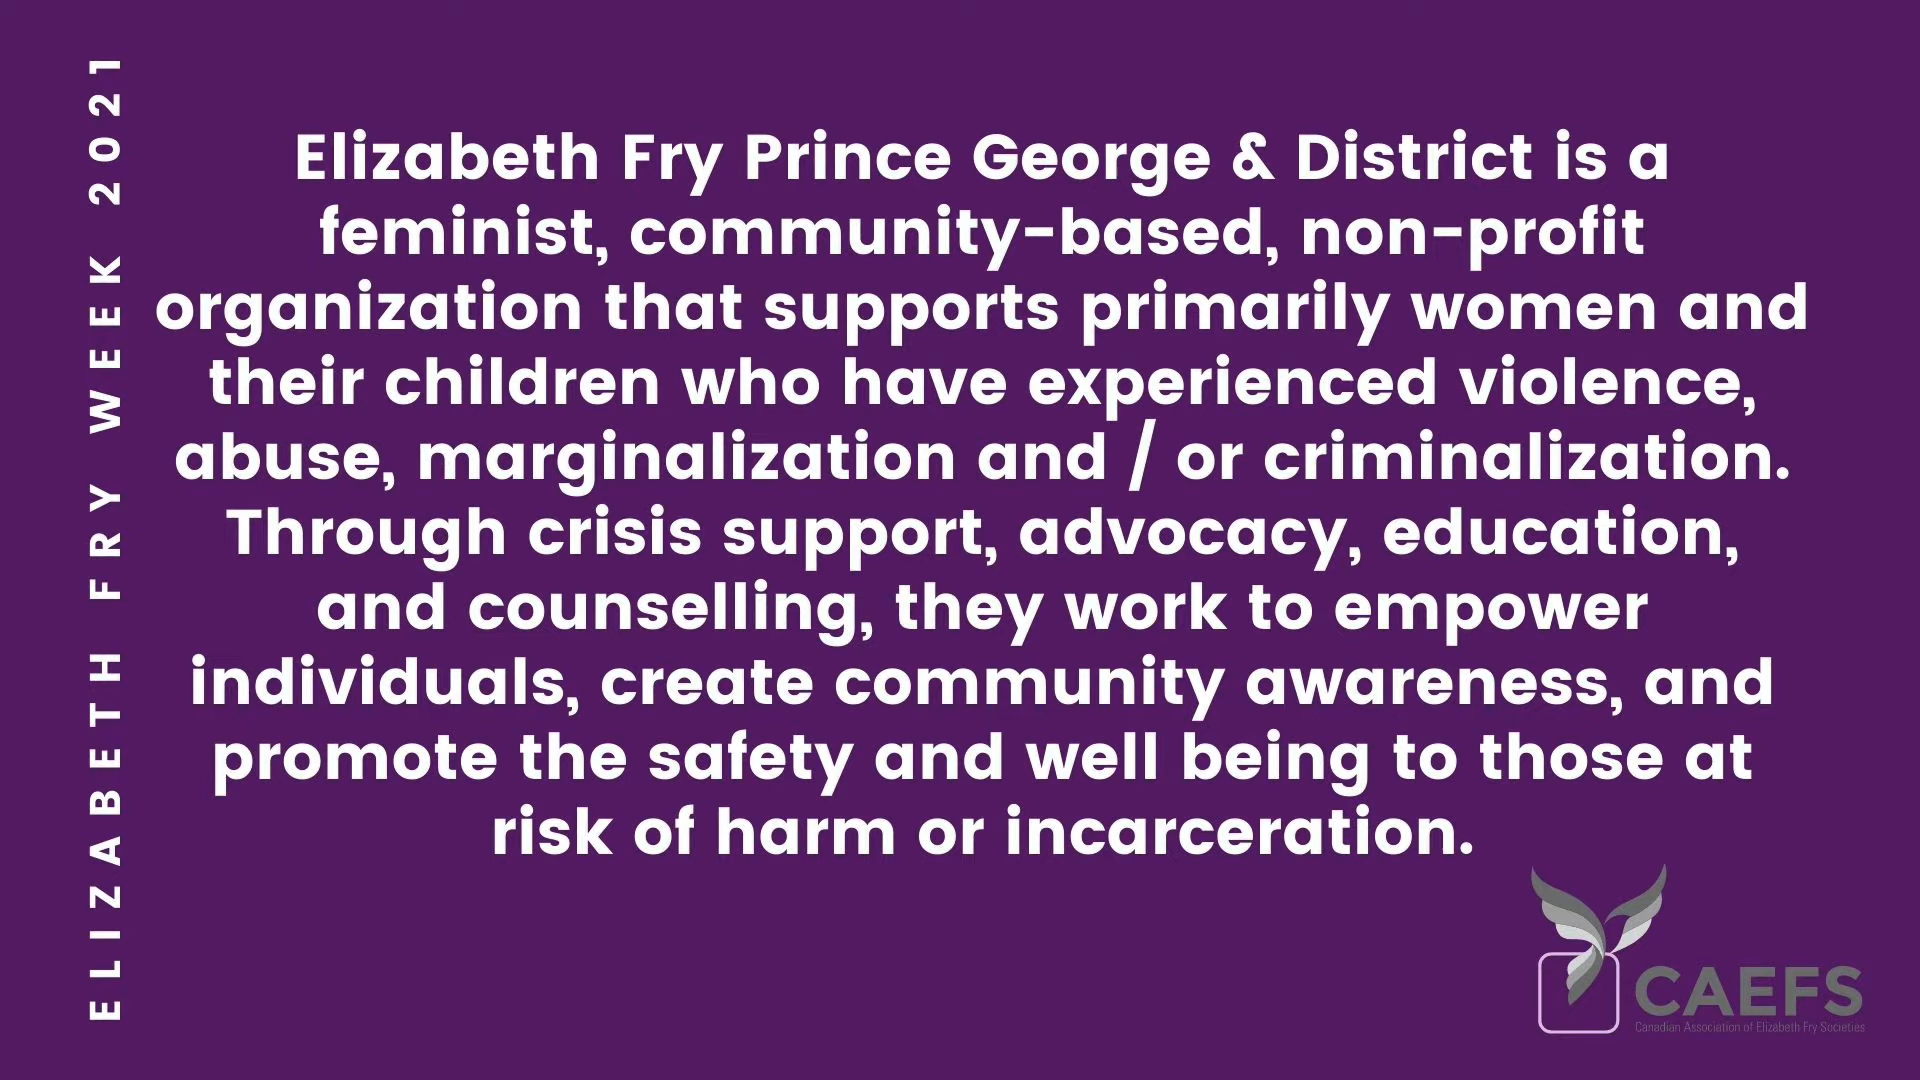 ELIZABETH FRY WEEK 2021
Elizabeth Fry Prince George & District is a
feminist, community-based, non-profit
organization that supports primarily women and
their children who have experienced violence,
abuse, marginalization and / or criminalization.
Through crisis support, advocacy, education,
and counselling, they work to empower
individuals, create community awareness, and
promote the safety and well being to those at
risk of harm or incarceration.
CAEFS
Canadian Association of Elizabeth Fry Societies